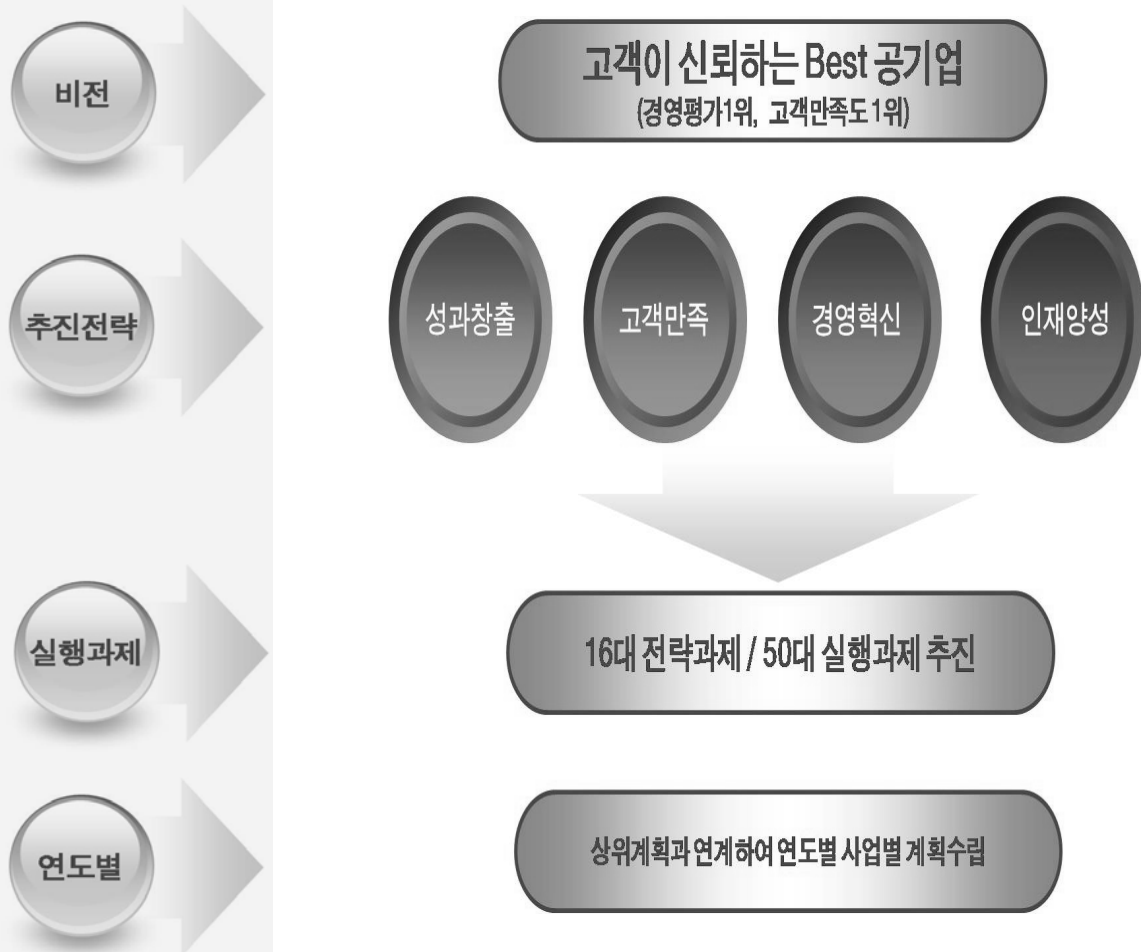 비전
고객이 신뢰하는 Best 공기업
(경영평가1위, 고객만족도 1위)
추진전략
성과창출
고객만족
경영혁신
인재양성
실행과제
16대 전략과제 / 50대 실행과제 추진
연도별
상위계획과 연계하여 연도별 사업별 계획수립